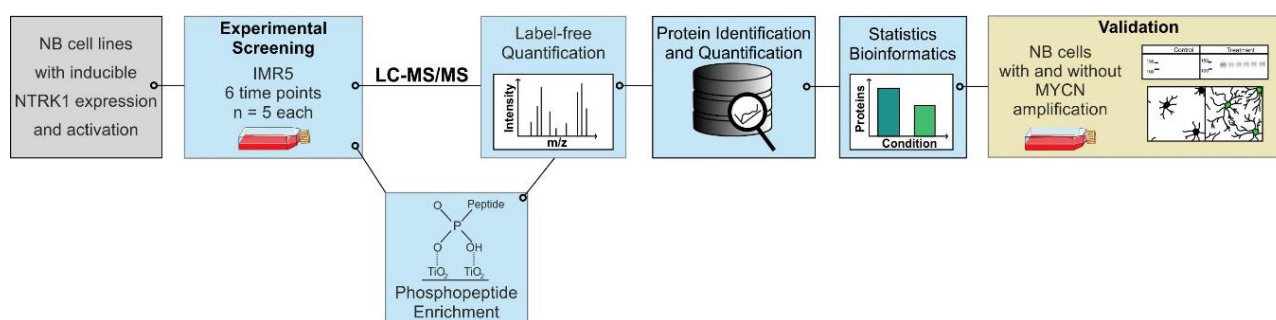 NB cell lines
with inducible
NTRK1 expression
and activation
Experimental
Screening
IMR5
6 time points
n = 5 each
LC-MS/MS
Label-free
Quantification
Intensity
m/z
O
Peptide
P
O
OH
TiO2
TiO2
Phosphopeptide
Enrichment
Protein Identification
and Quantification
Statistics
Bioinformatics
Proteins
Condition
Validation
NB cells
with and without
MYCN
amplification
Control
Treatment